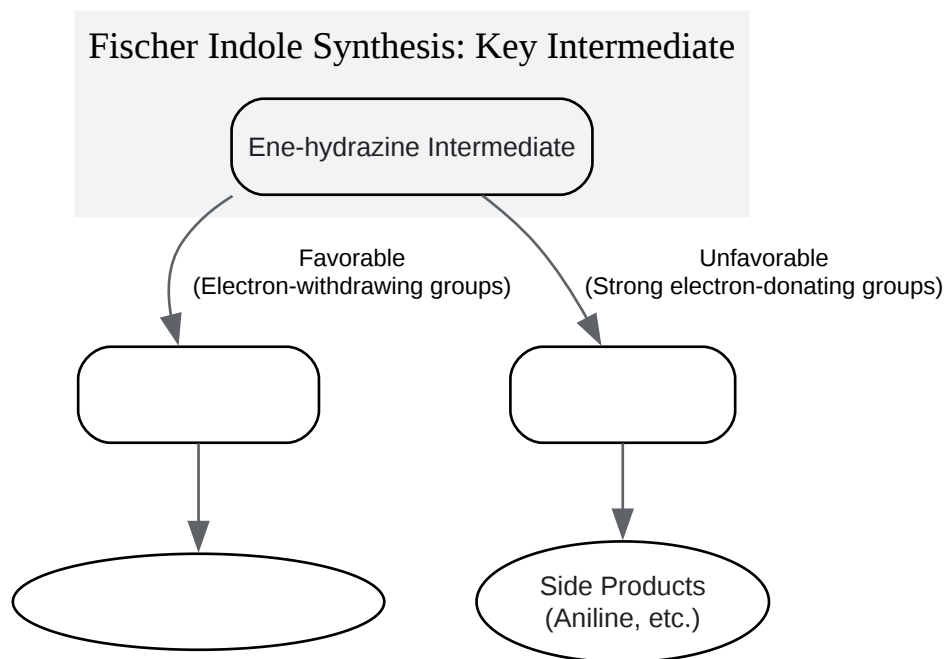 Fischer Indole Synthesis: Key Intermediate
Ene-hydrazine Intermediate
Favorable
(Electron-withdrawing groups)
Unfavorable
(Strong electron-donating groups)
Side Products
(Aniline, etc.)